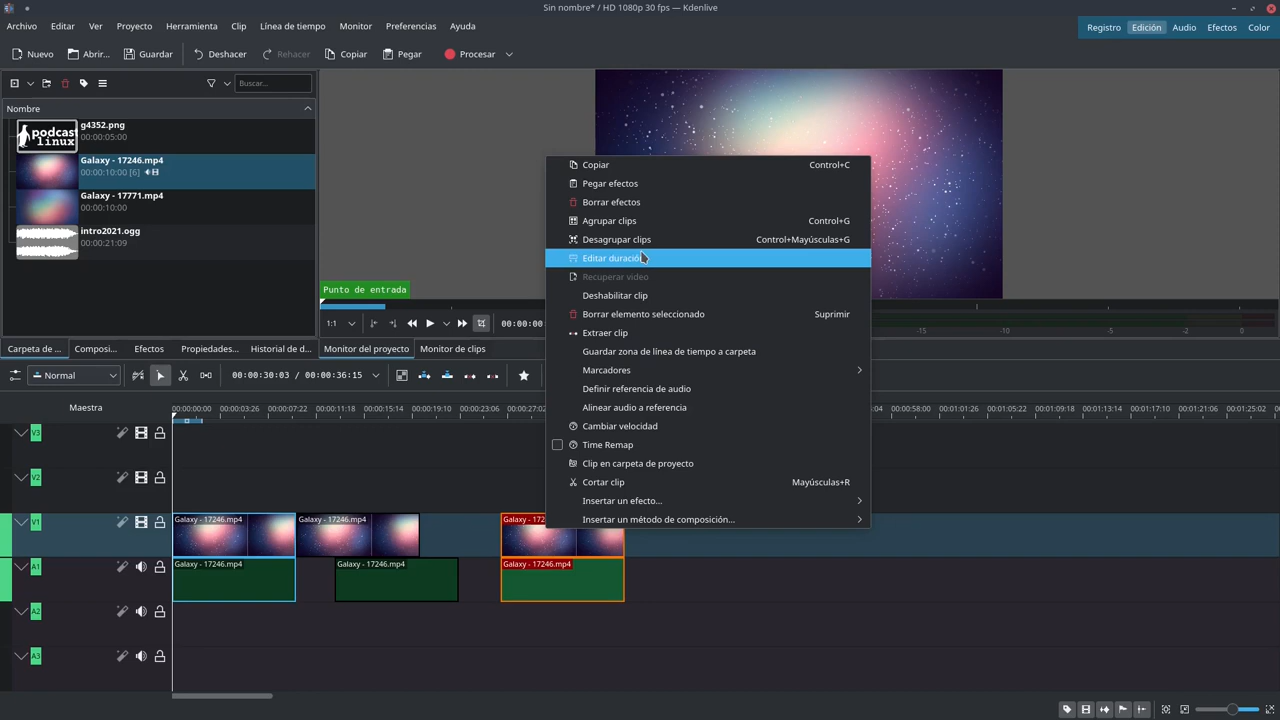 Sin nombre* / HD 1080p 30 fps — Kdenlive
Archivo Editar Ver Proyecto Herramienta Clip Línea de tiempo Monitor Preferencias Ayuda
Registro Edición Audio Efectos Color
Nuevo Abrir... Guardar Deshacer Rehacer Copiar Pegar Procesar
Buscar...
Nombre
podcast
linux
g4352.png
00:00:05:00
Galaxy - 17246.mp4
00:00:10:00 [6]
Galaxy - 17771.mp4
00:00:10:00
intro2021.ogg
00:00:21:09
Punto de entrada
1:1
00:00:00
-15 -5 -2 0
Carpeta de ... Composi... Efectos Propiedades... Historial de d... Monitor del proyecto Monitor de clips
Copiar Control+C
Pegar efectos
Borrar efectos
Agrupar clips Control+G
Desagrupar clips Control+Mayúsculas+G
Editar duración
Recuperar video
Deshabilitar clip
Borrar elemento seleccionado Suprimir
Extraer clip
Guardar zona de línea de tiempo a carpeta
Marcadores
Definir referencia de audio
Alinear audio a referencia
Cambiar velocidad
Time Remap
Clip en carpeta de proyecto
Cortar clip Mayúsculas+R
Insertar un efecto...
Insertar un método de composición...
Normal 00:00:30:03 / 00:00:36:15
Maestra
00:00:00:00 00:00:03:26 00:00:07:22 00:00:11:18 00:00:15:14 00:00:19:10 00:00:23:06 00:00:27:02 00:00:58:00 00:01:01:26 00:01:05:22 00:01:09:18 00:01:13:14 00:01:17:10 00:01:21:06 00:01:25:02
V3
V2
V1
Galaxy - 17246.mp4 Galaxy - 17246.mp4 Galaxy - 172
A1
Galaxy - 17246.mp4 Galaxy - 17246.mp4 Galaxy - 17246.mp4
A2
A3